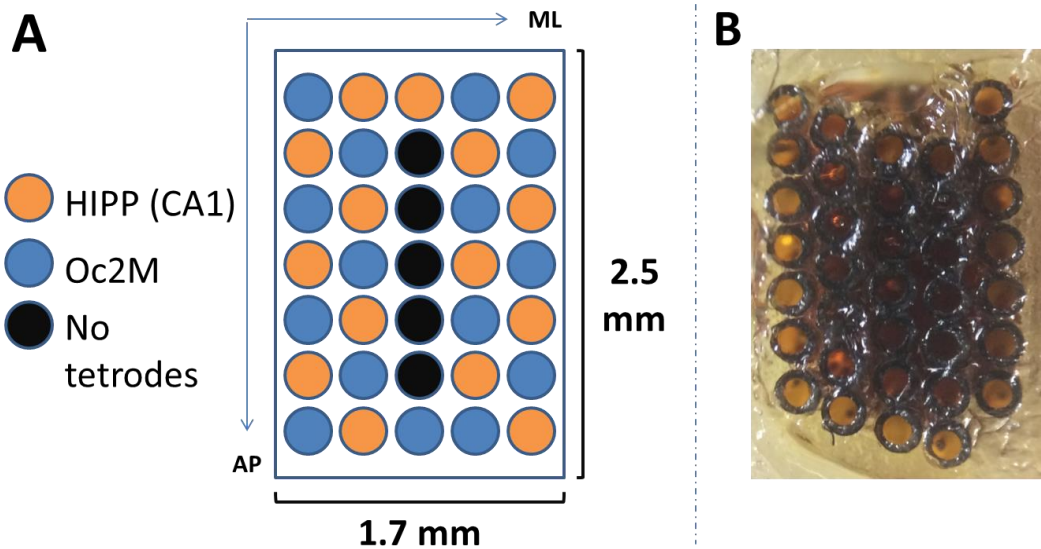 A
ML
B
HIPP (CA1)
Oc2M
No
tetrodes
2.5
mm
AP
1.7 mm